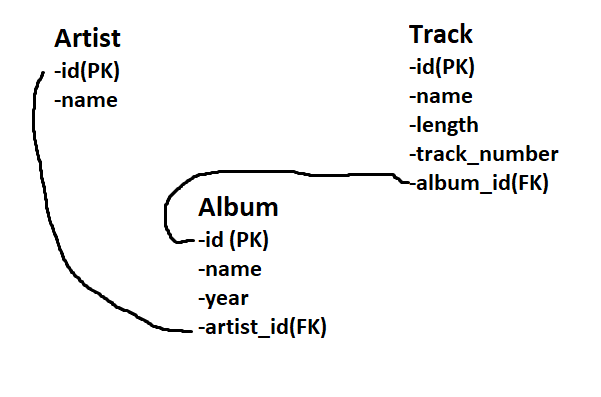 Artist
-id(PK)
-name
Track
-id(PK)
-name
-length
-track_number
-album_id(FK)
Album
-id (PK)
-name
-year
-artist_id(FK)